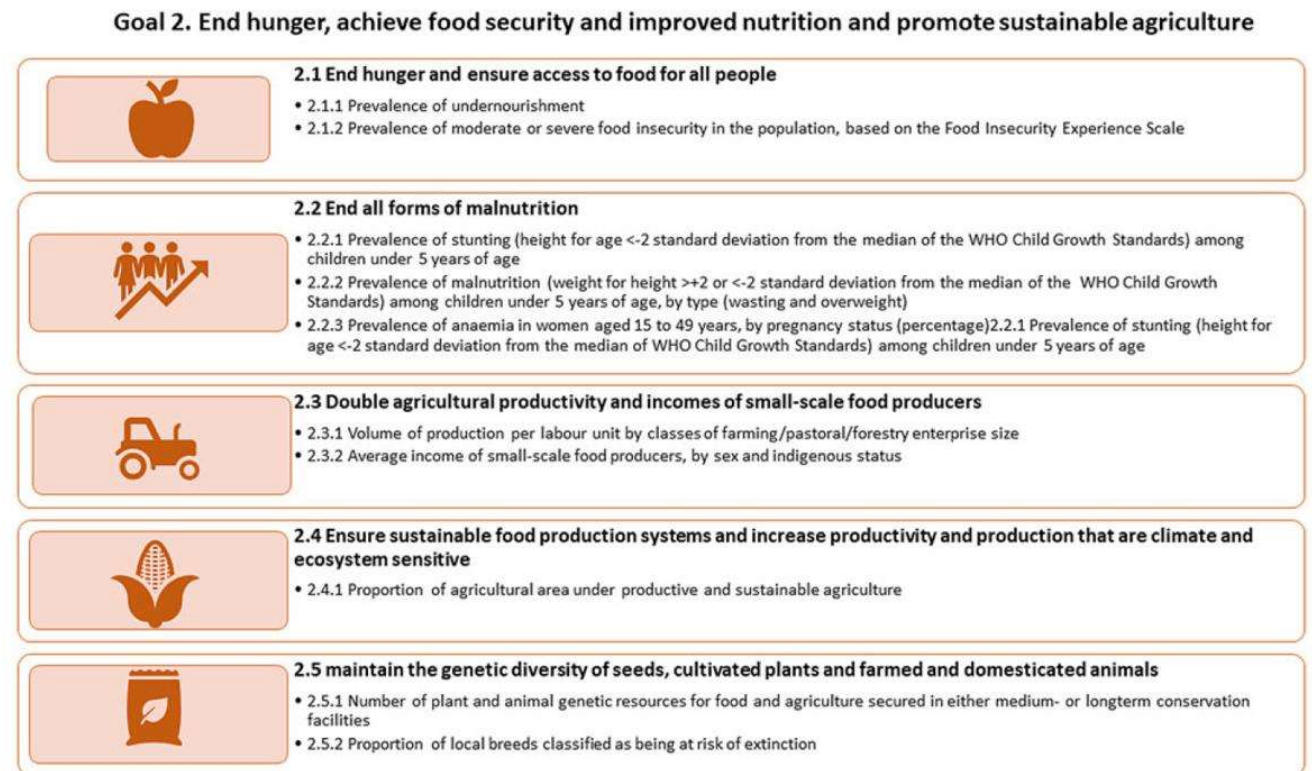 Goal 2. End hunger, achieve food security and improved nutrition and promote sustainable agriculture
2.1 End hunger and ensure access to food for all people
• 2.1.1 Prevalence of undernourishment
• 2.1.2 Prevalence of moderate or severe food insecurity in the population, based on the Food Insecurity Experience Scale
2.2 End all forms of malnutrition
• 2.2.1 Prevalence of stunting (height for age <-2 standard deviation from the median of the WHO Child Growth Standards) among
children under 5 years of age
• 2.2.2 Prevalence of malnutrition (weight for height >+2 or <-2 standard deviation from the median of the WHO Child Growth
Standards) among children under 5 years of age, by type (wasting and overweight)
• 2.2.3 Prevalence of anaemia in women aged 15 to 49 years, by pregnancy status (percentage)2.2.1 Prevalence of stunting (height for
age <-2 standard deviation from the median of WHO Child Growth Standards) among children under 5 years of age
2.3 Double agricultural productivity and incomes of small-scale food producers
• 2.3.1 Volume of production per labour unit by classes of farming/pastoral/forestry enterprise size
• 2.3.2 Average income of small-scale food producers, by sex and indigenous status
2.4 Ensure sustainable food production systems and increase productivity and production that are climate and
ecosystem sensitive
• 2.4.1 Proportion of agricultural area under productive and sustainable agriculture
2.5 maintain the genetic diversity of seeds, cultivated plants and farmed and domesticated animals
• 2.5.1 Number of plant and animal genetic resources for food and agriculture secured in either medium- or longterm conservation
facilities
• 2.5.2 Proportion of local breeds classified as being at risk of extinction